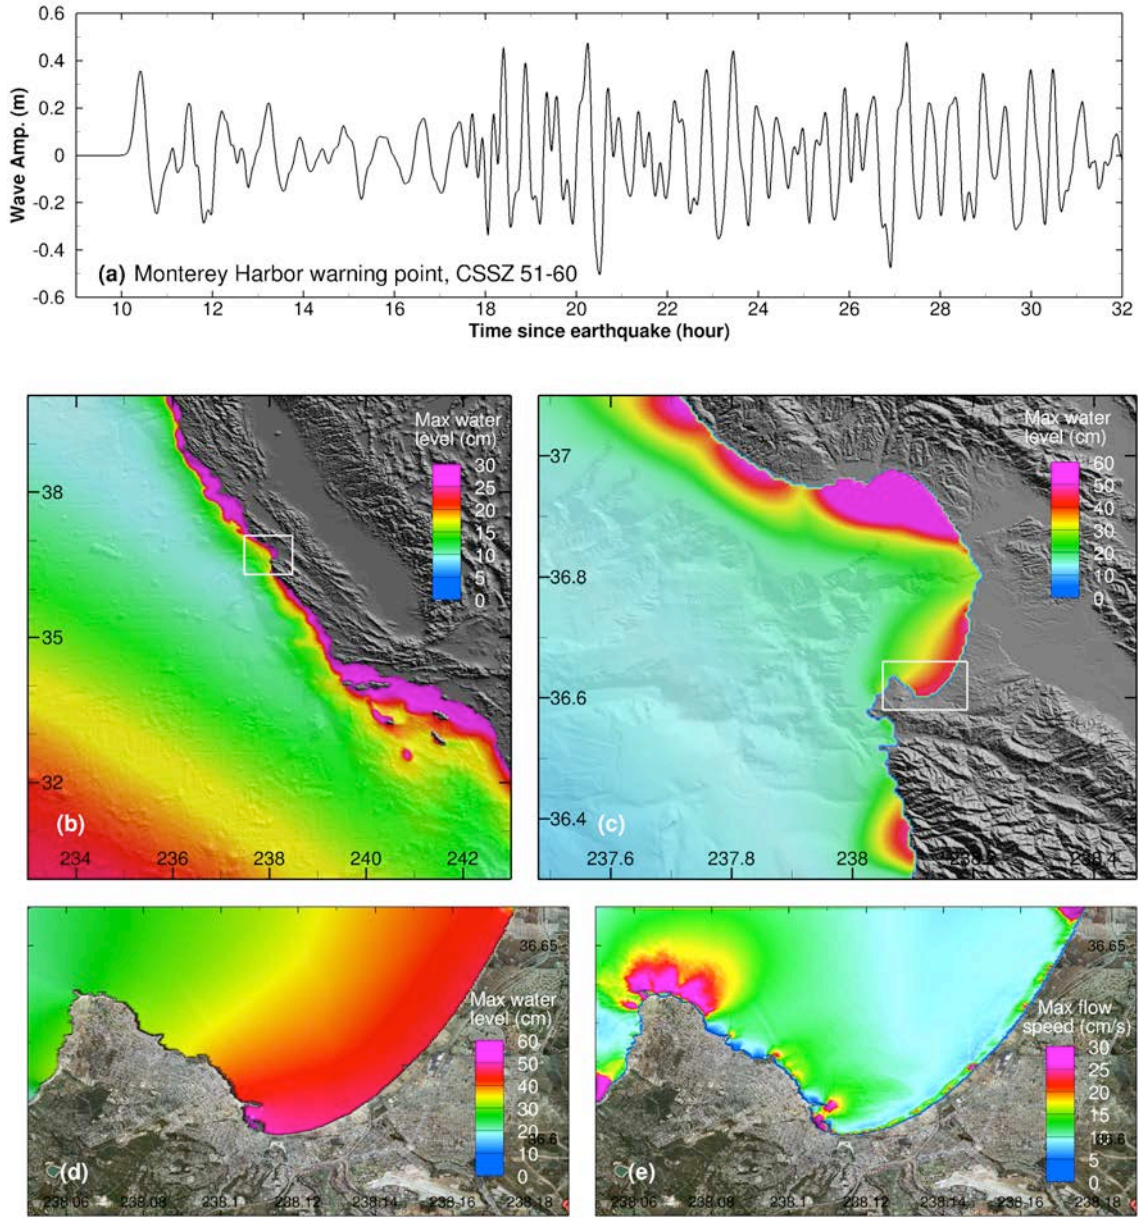 0.6
0.4
0.2
0
-0.2
-0.4
-0.6
Wave Amp. (m)
(a) Monterey Harbor warning point, CSSZ 51-60
10 12 14 16 18 20 22 24 26 28 30 32
Time since earthquake (hour)
Max water
level (cm)
30
25
20
15
10
5
0
38
35
32
(b)
234 236 238 240 242
Max water
level (cm)
60
50
40
30
20
10
0
37
36.8
36.6
36.4
(c)
237.6 237.8 238 238.2 238.4
36.65
Max water
level (cm)
60
50
40
30
20
10
0
36.6
(d)
238.06 238.08 238.1 238.12 238.16 238.18
36.65
Max flow
speed (cm/s)
30
25
20
15
10
5
0
36.6
(e)
238.06 238.08 238.1 238.12 238.16 238.18